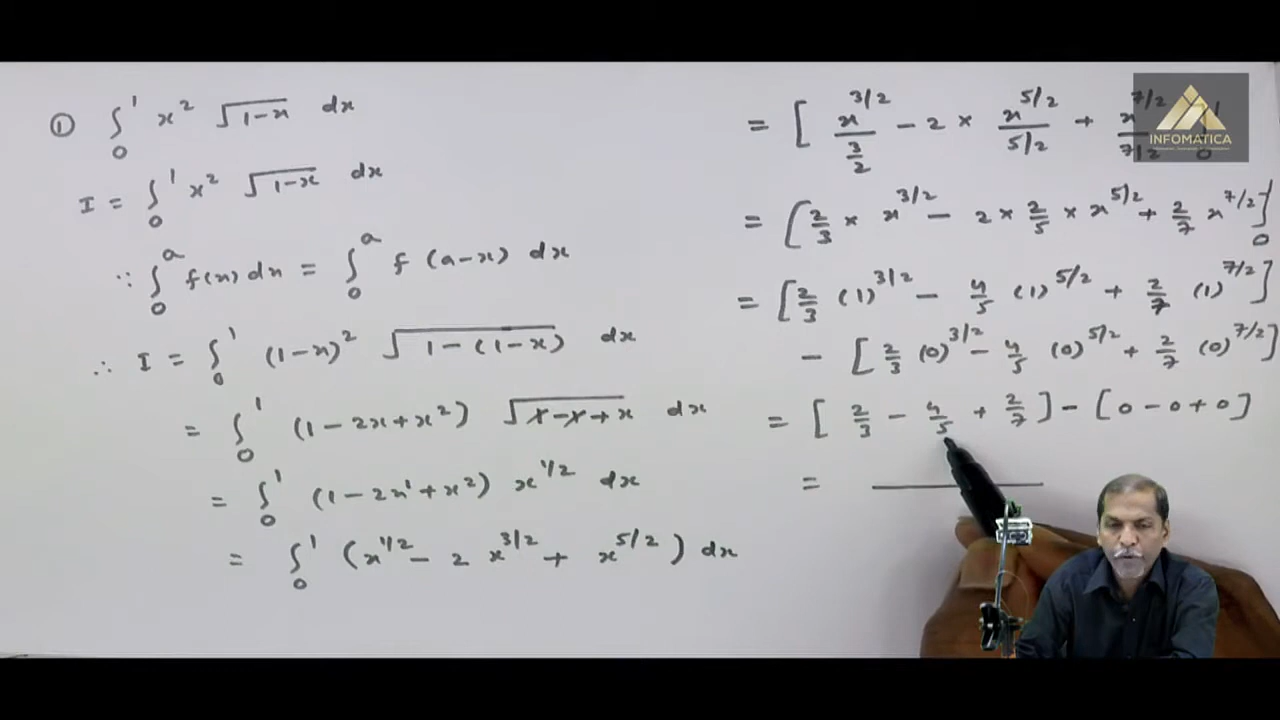 ① ∫₀¹ x² √(1-x) dx
I = ∫₀¹ x² √(1-x) dx
∵ ∫₀ᵃ f(x) dx = ∫₀ᵃ f (a-x) dx
∴ I = ∫₀¹ (1-x)² √(1-(1-x)) dx
= ∫₀¹ (1-2x+x²) √(1-1+x) dx
= ∫₀¹ (1-2x¹+x²) x^1/2 dx
= ∫₀¹ (x^1/2 - 2 x^3/2 + x^5/2) dx
= [ x^3/2 / 3/2 - 2 × x^5/2 / 5/2 + x^7/2 / 7/2 ]₀¹
= [ 2/3 × x^3/2 - 2 × 2/5 × x^5/2 + 2/7 x^7/2 ]₀¹
= [ 2/3 (1)^3/2 - 4/5 (1)^5/2 + 2/7 (1)^7/2 ]
- [ 2/3 (0)^3/2 - 4/5 (0)^5/2 + 2/7 (0)^7/2 ]
= [ 2/3 - 4/5 + 2/7 ] - [ 0 - 0 + 0 ]
=
INFOMATICA